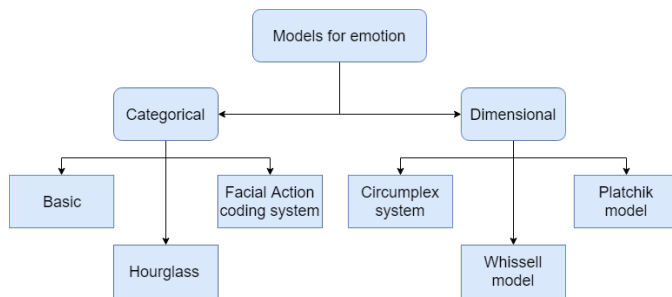 Models for emotion
Categorical
Dimensional
Basic
Facial Action
coding system
Circumplex
system
Platchik
model
Hourglass
Whissell
model